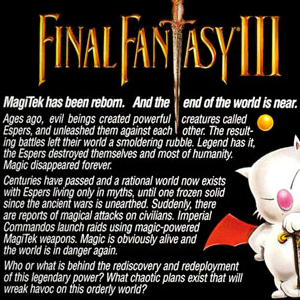 FINAL FANTASY III
MagiTek has been reborn. And the end of the world is near.
Ages ago, evil beings created powerful creatures called
Espers, and unleashed them against each other. The result-
ing battles left their world a smoldering rubble. Legend has it,
the Espers destroyed themselves and most of humanity.
Magic disappeared forever.
Centuries have passed and a rational world now exists
with Espers living only in myths, until one frozen solid
since the ancient wars is unearthed. Suddenly, there
are reports of magical attacks on civilians. Imperial
Commandos launch raids using magic-powered
MagiTek weapons. Magic is obviously alive and
the world is in danger again.
Who or what is behind the rediscovery and redeployment
of this legendary power? What chaotic plans exist that will
wreak havoc on this orderly world?